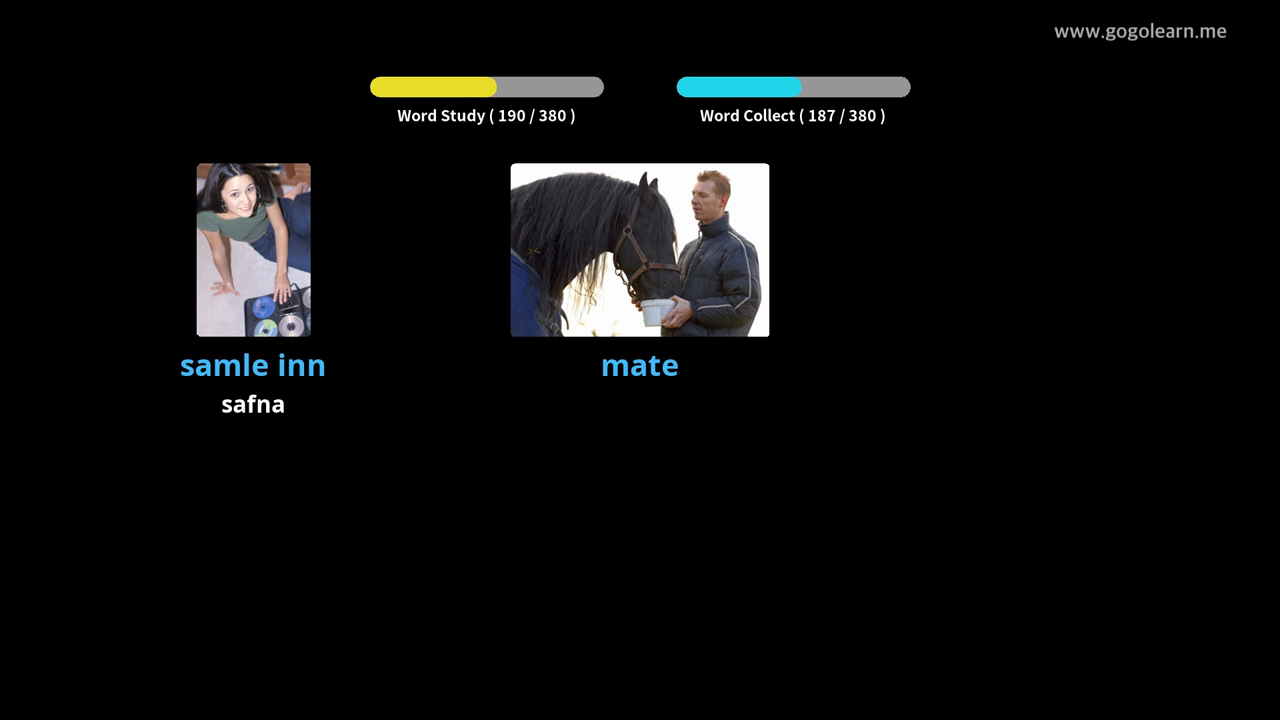 www.gogolearn.me
Word Study ( 190 / 380 )
Word Collect ( 187 / 380 )
samle inn
mate
safna